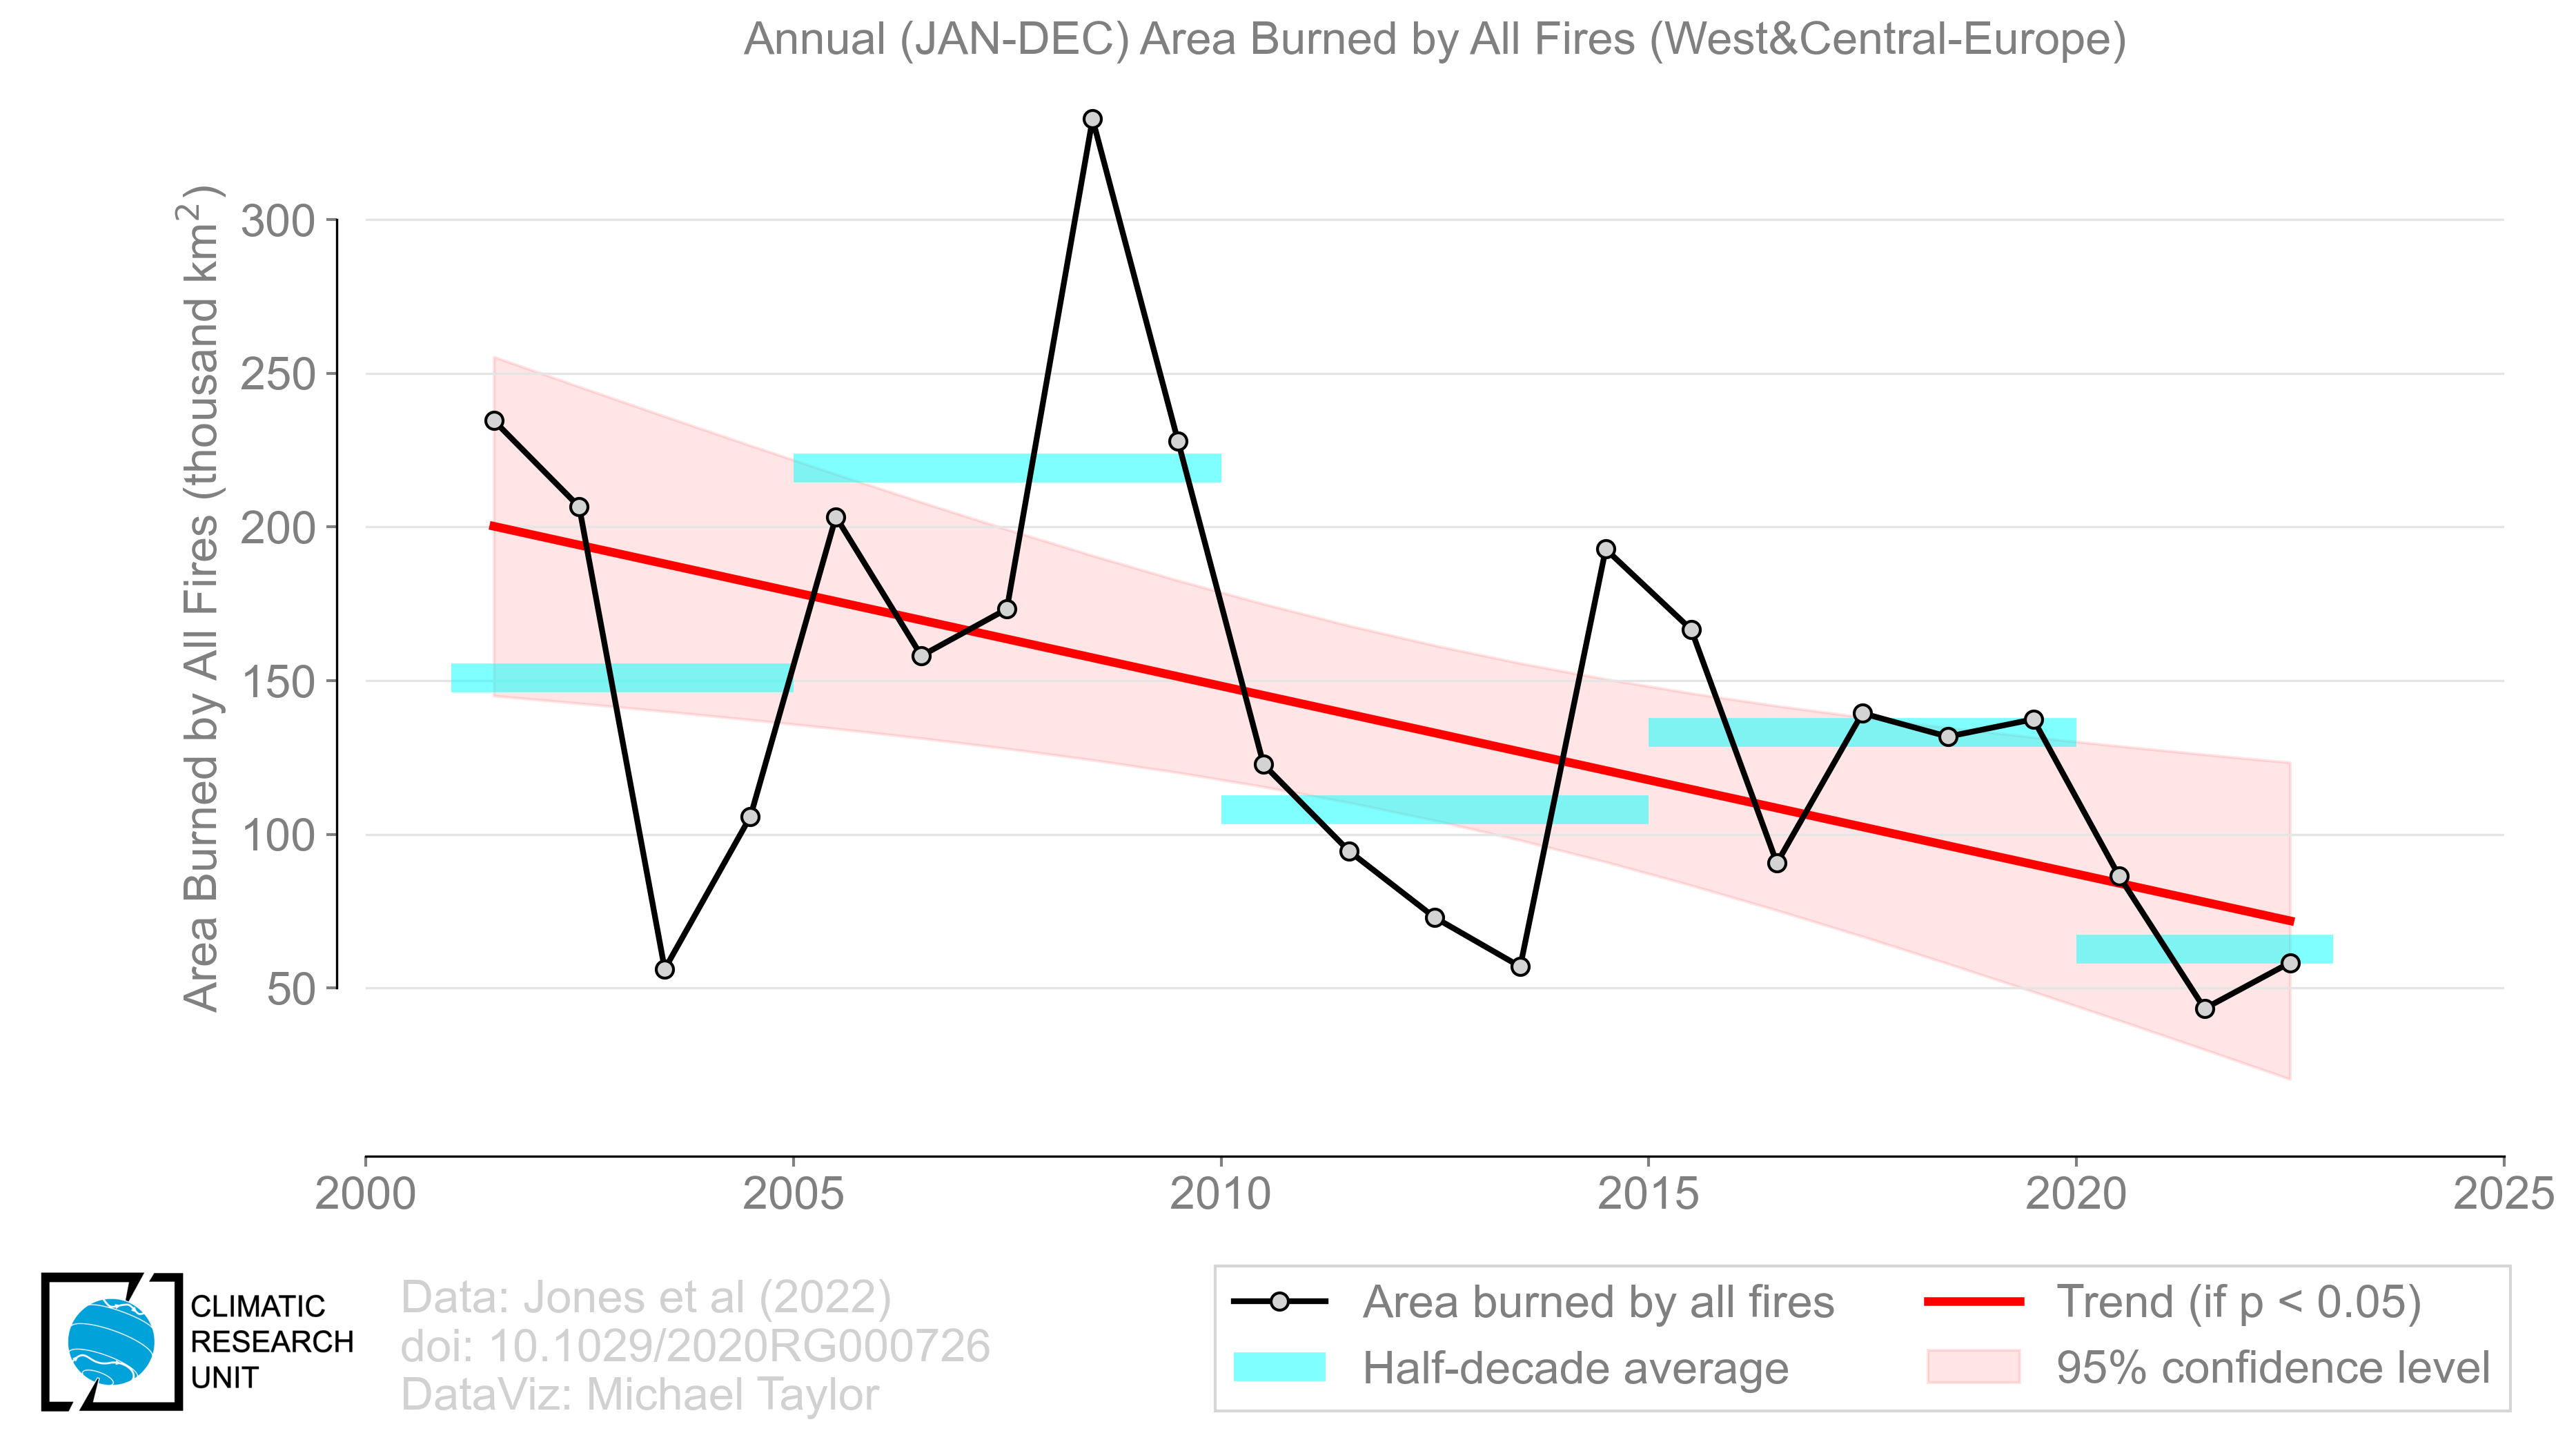 Annual (JAN-DEC) Area Burned by All Fires (West&Central-Europe)
Area Burned by All Fires (thousand km²)
300
250
200
150
100
50
2000 2005 2010 2015 2020 2025
CLIMATIC
RESEARCH
UNIT
Data: Jones et al (2022)
doi: 10.1029/2020RG000726
DataViz: Michael Taylor
Area burned by all fires
Half-decade average
Trend (if p < 0.05)
95% confidence level